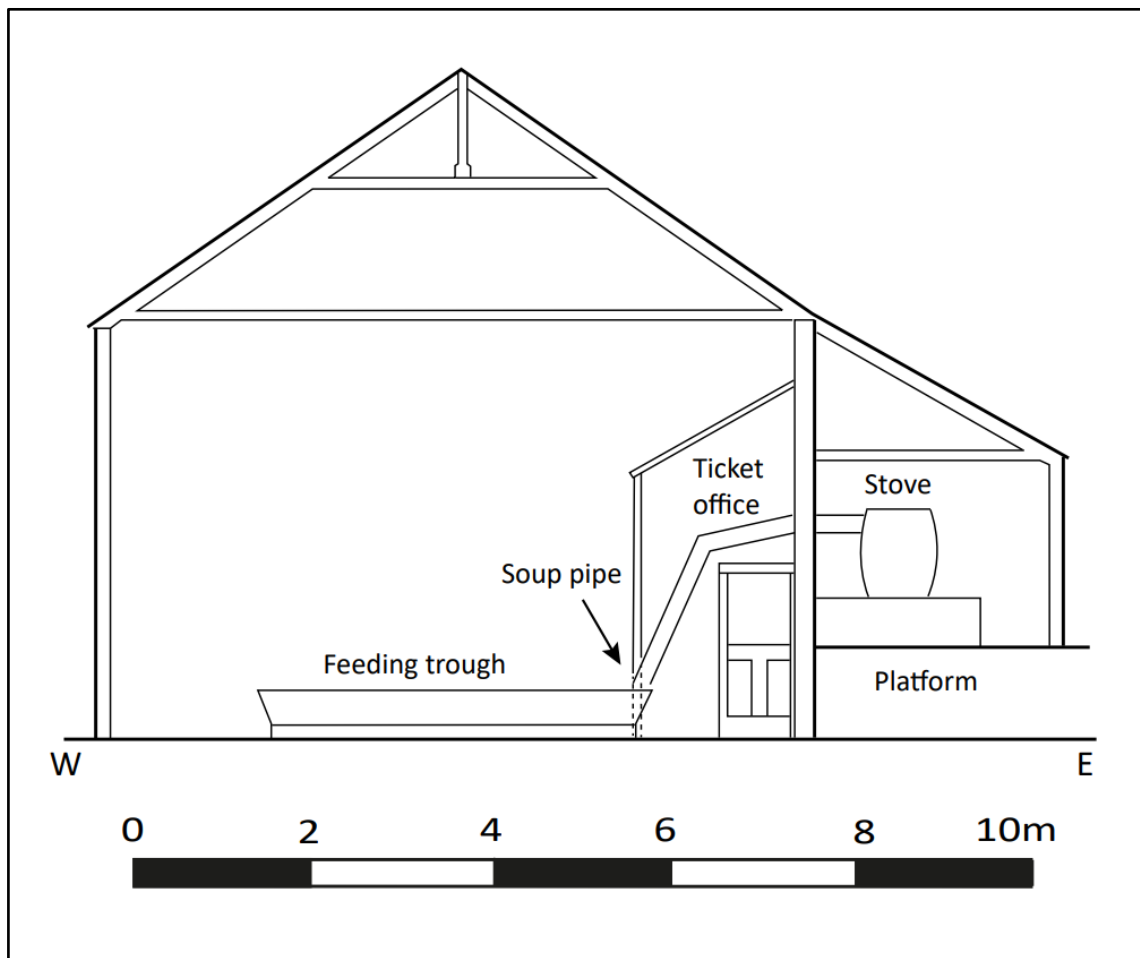 Ticket
office
Stove
Soup pipe
Feeding trough
Platform
W
E
0 2 4 6 8 10m